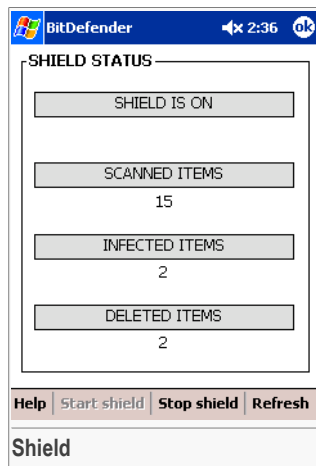 BitDefender 2:36 ok
SHIELD STATUS
SHIELD IS ON
SCANNED ITEMS
15
INFECTED ITEMS
2
DELETED ITEMS
2
Help Start shield Stop shield Refresh
Shield